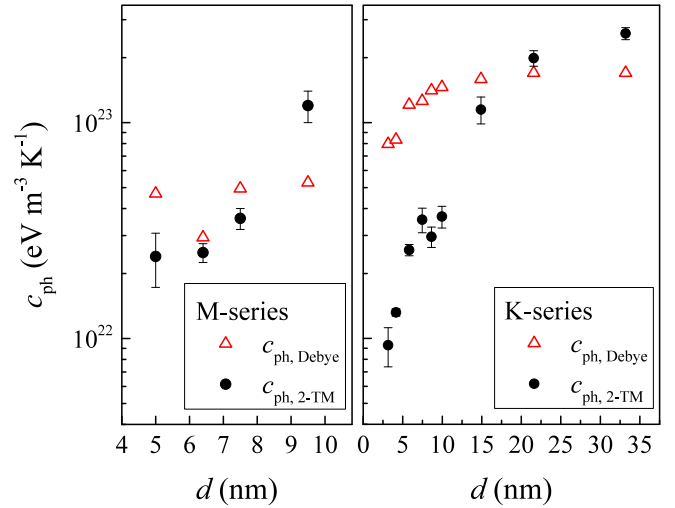 c_ph (eV m^-3 K^-1)
10^23
10^22
M-series
c_ph, Debye
c_ph, 2-TM
K-series
c_ph, Debye
c_ph, 2-TM
4 5 6 7 8 9 10
0 5 10 15 20 25 30 35
d (nm)
d (nm)